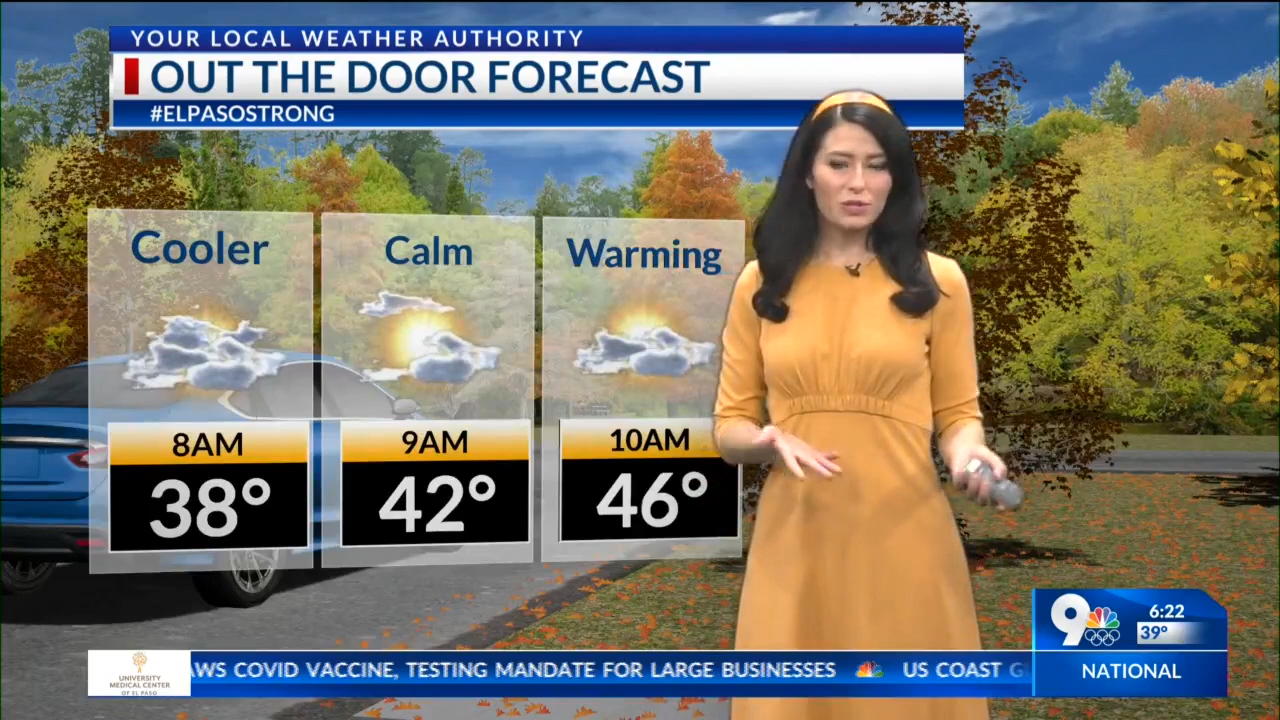 YOUR LOCAL WEATHER AUTHORITY
OUT THE DOOR FORECAST
#ELPASOSTRONG
Cooler
Calm
Warming
8AM
9AM
10AM
38°
42°
46°
9
6:22
39°
NATIONAL
UNIVERSITY
MEDICAL CENTER
OF EL PASO
AWS COVID VACCINE, TESTING MANDATE FOR LARGE BUSINESSES US COAST G